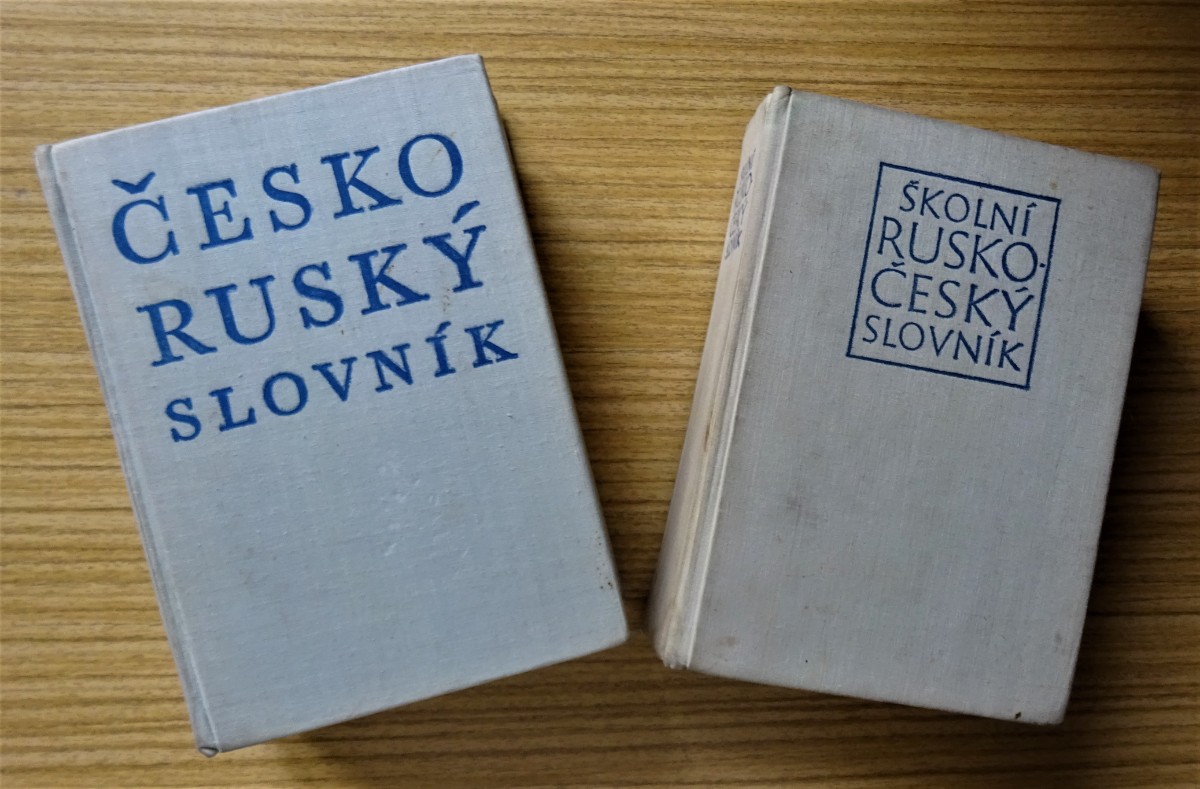 ČESKO
RUSKÝ
SLOVNÍK
ŠKOLNÍ
RUSKO-
ČESKÝ
SLOVNÍK